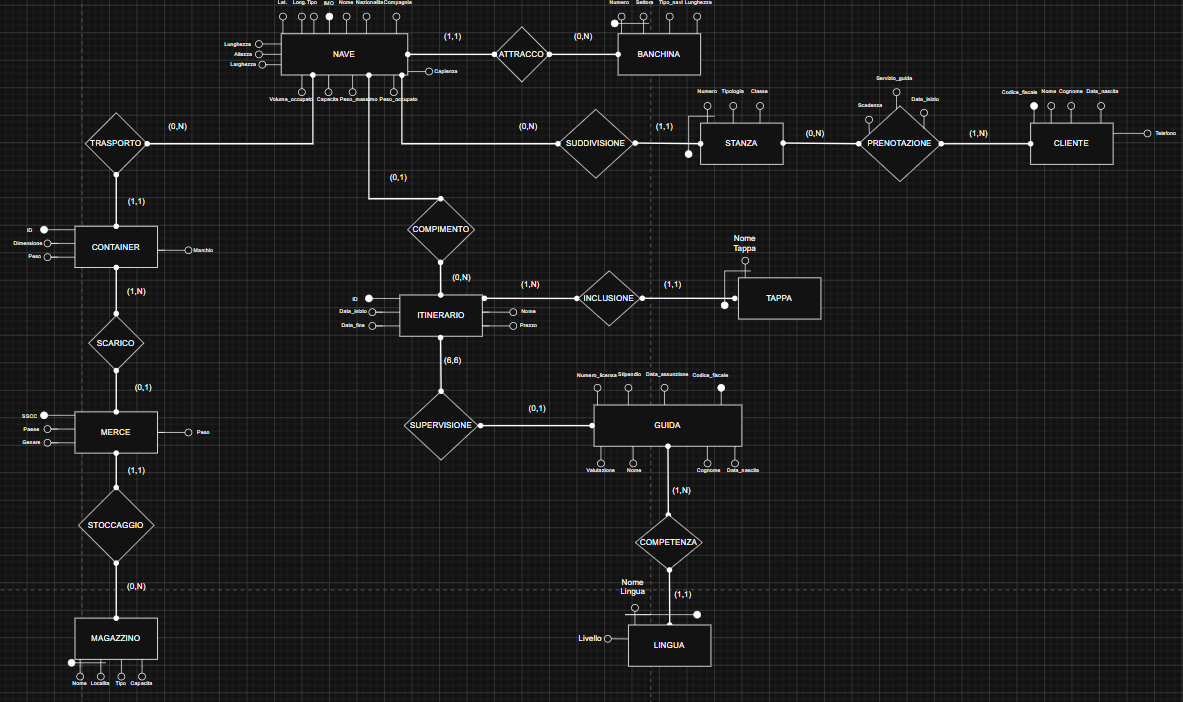 Lat. Long. Tipo IMO Nome Nazionalita Compagnia
Numero Settore Tipo_navi Lunghezza
Lunghezza
Altezza
Larghezza
NAVE
(1,1)
ATTRACCO
(0,N)
BANCHINA
Capienza
Volume_occupato Capacita Peso_massimo Peso_occupato
Servizio_guida
Scadenza
Data_inizio
Numero Tipologia Classe
Codice_fiscale Nome Cognome Data_nascita
(0,N)
TRASPORTO
(0,N)
SUDDIVISIONE
(1,1)
STANZA
(0,N)
PRENOTAZIONE
(1,N)
CLIENTE
Telefono
(0,1)
(1,1)
ID
Dimensione
Peso
CONTAINER
Marchio
COMPIMENTO
Nome
Tappa
(1,N)
(0,N)
(1,N)
INCLUSIONE
(1,1)
TAPPA
ID
Data_inizio
Data_fine
ITINERARIO
Nome
Prezzo
SCARICO
(6,6)
(0,1)
Numero_licenza Stipendio Data_assunzione Codice_fiscale
SSCC
Paese
Genere
MERCE
Peso
SUPERVISIONE
(0,1)
GUIDA
Valutazione Nome Cognome Data_nascita
(1,1)
(1,N)
STOCCAGGIO
COMPETENZA
(0,N)
Nome
Lingua
(1,1)
MAGAZZINO
Livello
LINGUA
Nome Localita Tipo Capacita